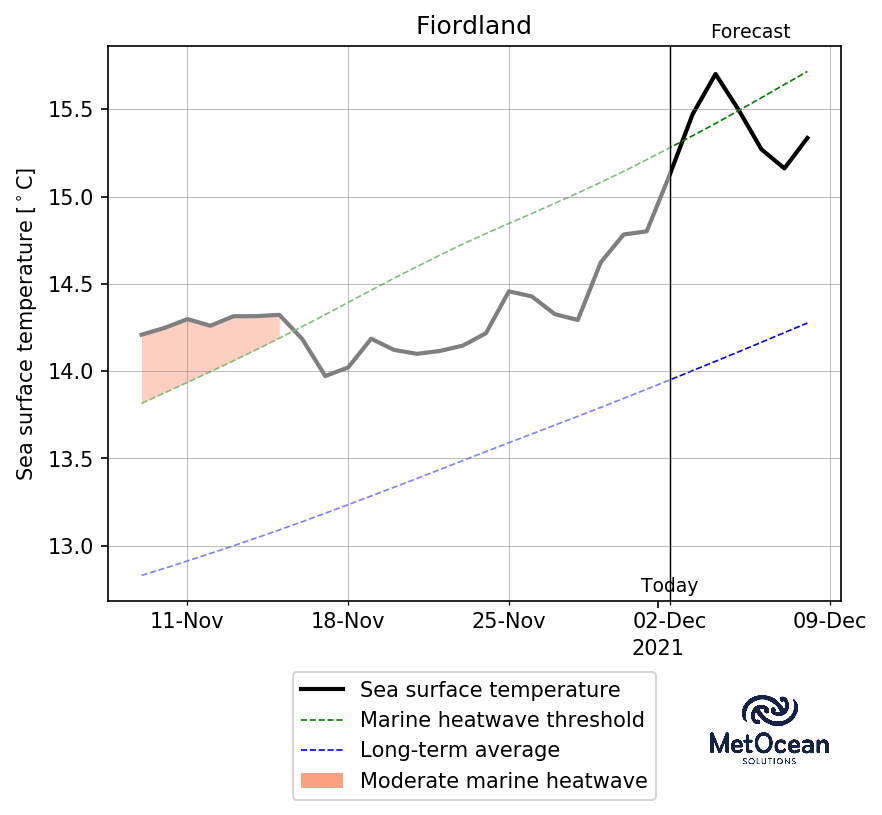 Fiordland
Forecast
Sea surface temperature [°C]
15.5
15.0
14.5
14.0
13.5
13.0
Today
11-Nov 18-Nov 25-Nov 02-Dec 09-Dec
2021
Sea surface temperature
Marine heatwave threshold
Long-term average
Moderate marine heatwave
MetOcean
SOLUTIONS